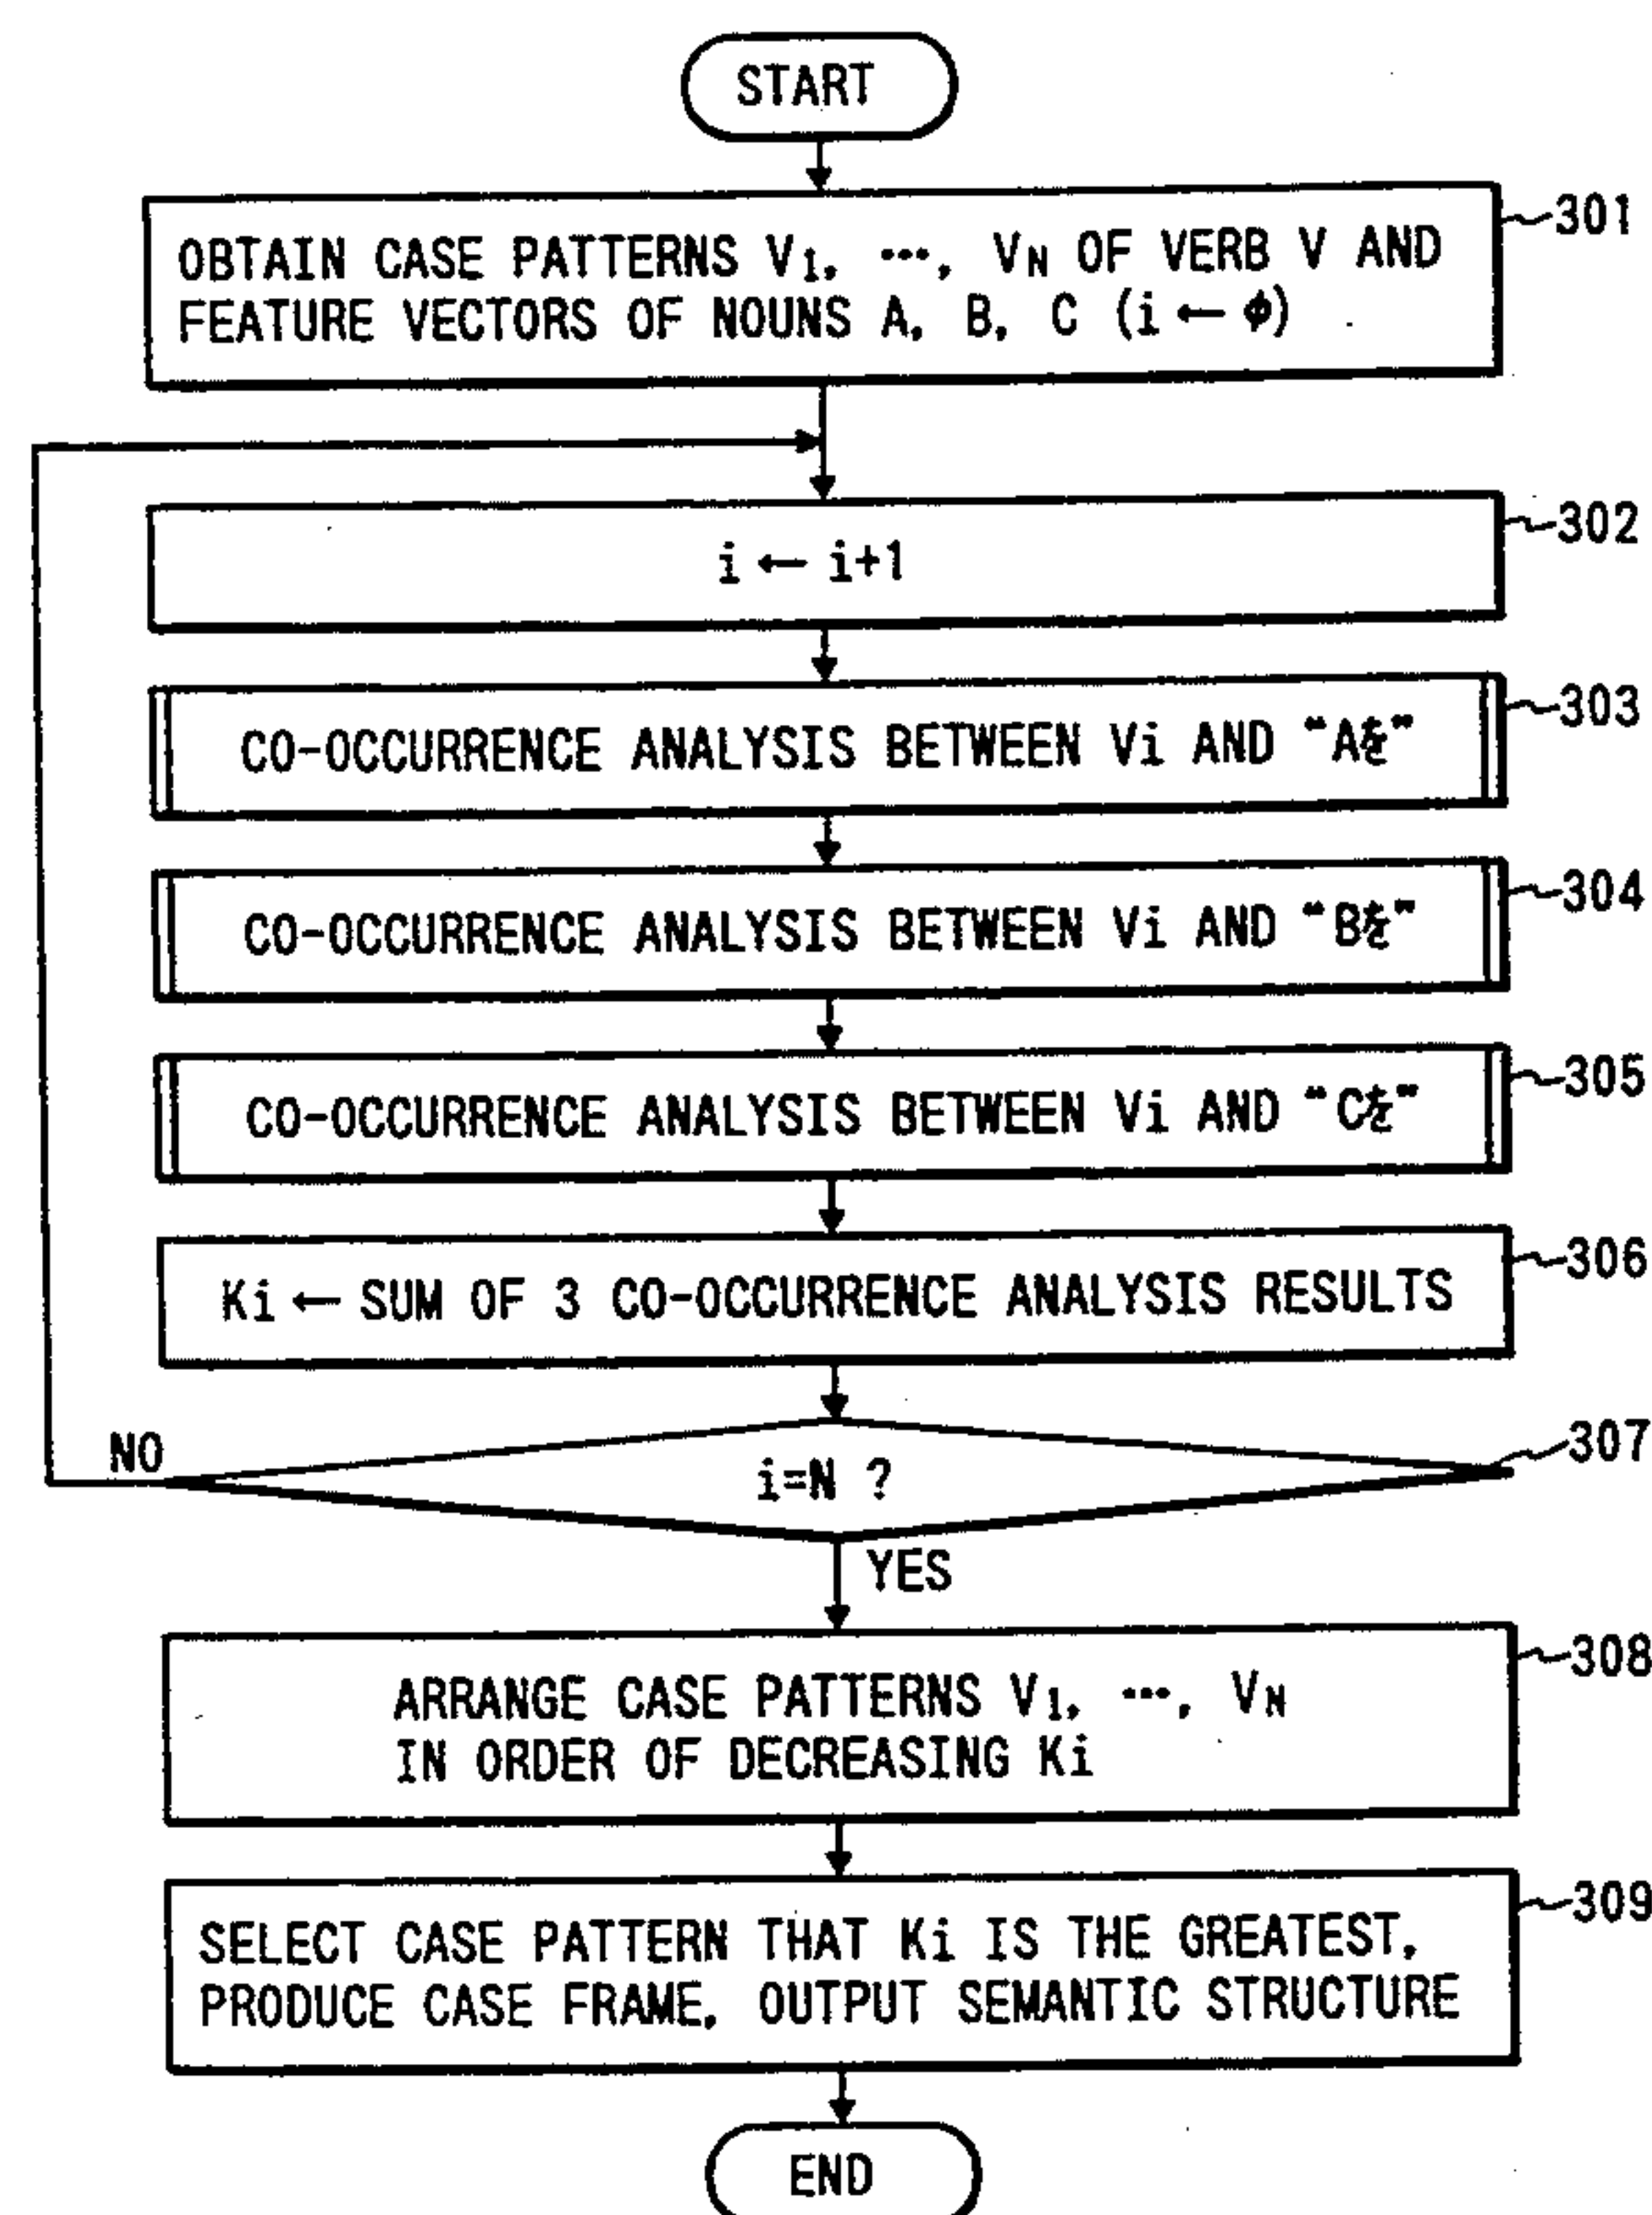 START
OBTAIN CASE PATTERNS V1, ⋯, VN OF VERB V AND
FEATURE VECTORS OF NOUNS A, B, C (i ← φ)
301
i ← i+1
302
CO-OCCURRENCE ANALYSIS BETWEEN Vi AND “Aを”
303
CO-OCCURRENCE ANALYSIS BETWEEN Vi AND “Bを”
304
CO-OCCURRENCE ANALYSIS BETWEEN Vi AND “Cを”
305
Ki ← SUM OF 3 CO-OCCURRENCE ANALYSIS RESULTS
306
NO
i=N ?
307
YES
ARRANGE CASE PATTERNS V1, ⋯, VN
IN ORDER OF DECREASING Ki
308
SELECT CASE PATTERN THAT Ki IS THE GREATEST,
PRODUCE CASE FRAME, OUTPUT SEMANTIC STRUCTURE
309
END